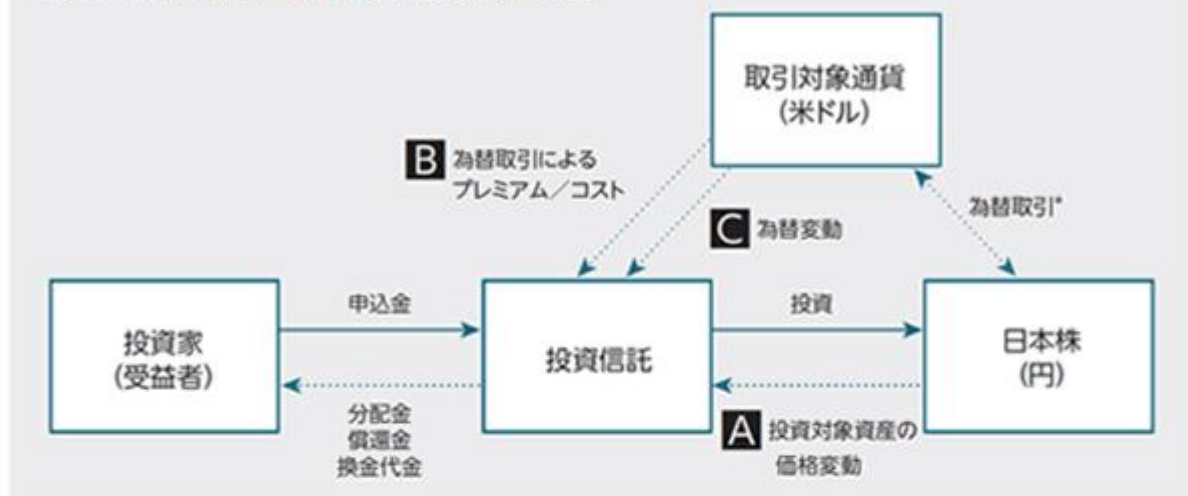 取引対象通貨
(米ドル)
B 為替取引による
プレミアム／コスト
為替取引*
C 為替変動
申込金
投資
投資家
(受益者)
投資信託
日本株
(円)
分配金
償還金
換金代金
A 投資対象資産の
価格変動